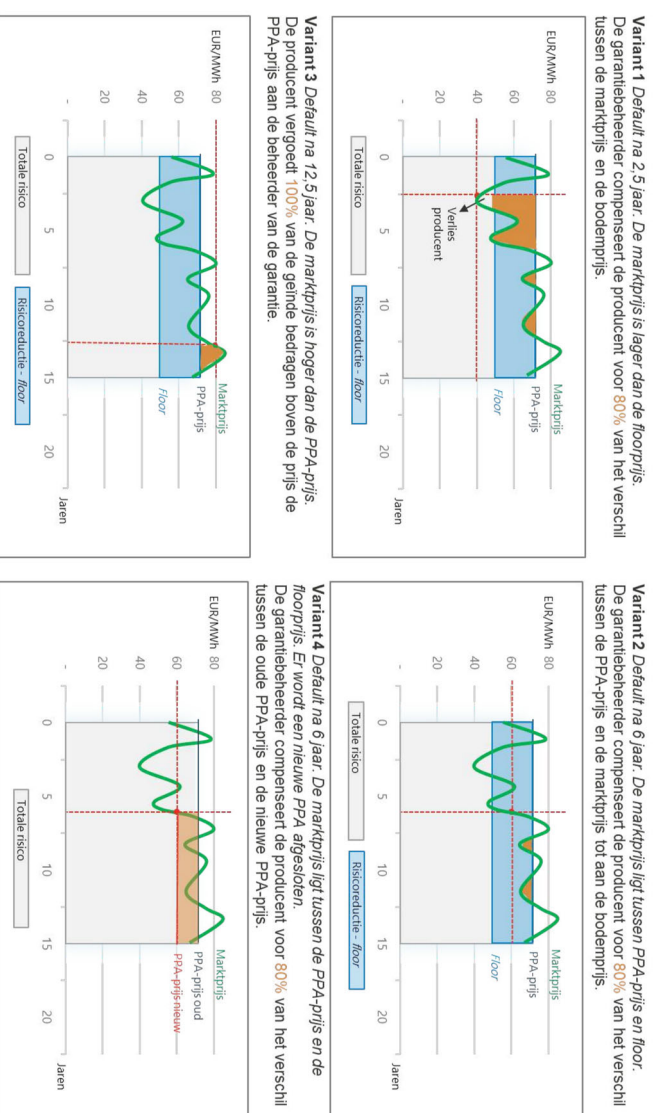 Variant 1 Default na 2,5 jaar. De marktprijs is lager dan de floorprijs.
De garantiebeheerder compenseert de producent voor 80% van het verschil
tussen de marktprijs en de bodemprijs.
EUR/MWh
80
60
40
20
-
0
5
10
15
20
Jaren
Marktprijs
PPA-prijs
Floor
Verlies
producent
Totale risico
Risicoreductie - floor
Variant 2 Default na 6 jaar. De marktprijs ligt tussen PPA-prijs en floor.
De garantiebeheerder compenseert de producent voor 80% van het verschil
tussen de PPA-prijs en de marktprijs tot aan de bodemprijs.
EUR/MWh
80
60
40
20
-
0
5
10
15
20
Jaren
Marktprijs
PPA-prijs
Floor
Totale risico
Risicoreductie - floor
Variant 3 Default na 12,5 jaar. De marktprijs is hoger dan de PPA-prijs.
De producent vergoedt 100% van de geïnde bedragen boven de prijs de
PPA-prijs aan de beheerder van de garantie.
EUR/MWh
80
60
40
20
-
0
5
10
15
20
Jaren
Marktprijs
PPA-prijs
Floor
Totale risico
Risicoreductie - floor
Variant 4 Default na 6 jaar. De marktprijs ligt tussen de PPA-prijs en de
floorprijs. Er wordt een nieuwe PPA afgesloten.
De garantiebeheerder compenseert de producent voor 80% van het verschil
tussen de oude PPA-prijs en de nieuwe PPA-prijs.
EUR/MWh
80
60
40
20
-
0
5
10
15
20
Jaren
Marktprijs
PPA-prijs oud
PPA-prijs nieuw
Totale risico